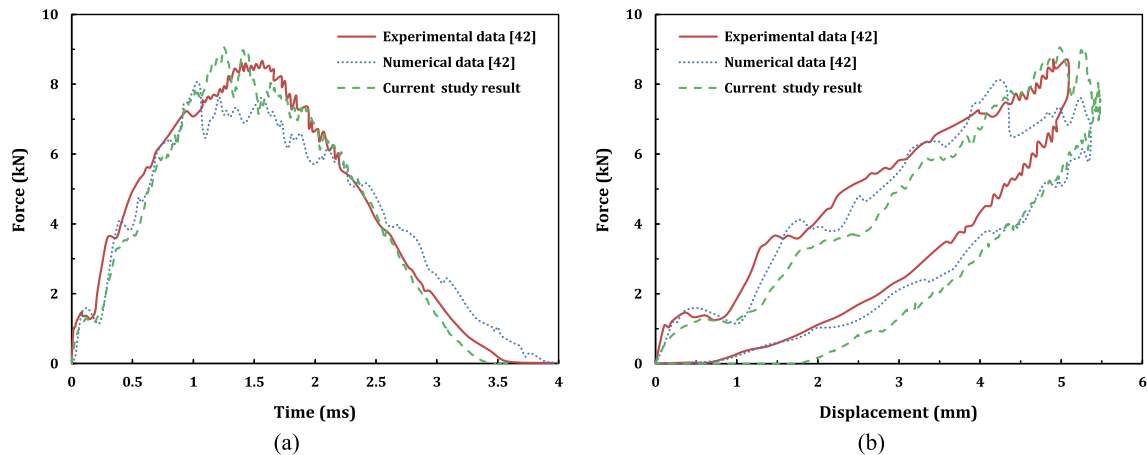 10
8
6
4
2
0
0 0.5 1 1.5 2 2.5 3 3.5 4
Force (kN)
Time (ms)
Experimental data [42]
Numerical data [42]
Current study result
(a)
10
8
6
4
2
0
0 1 2 3 4 5 6
Force (kN)
Displacement (mm)
Experimental data [42]
Numerical data [42]
Current study result
(b)